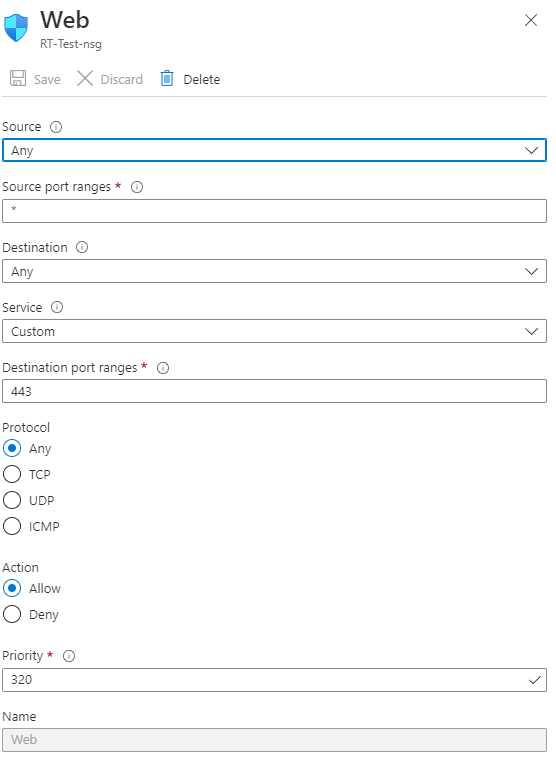 Web
RT-Test-nsg
Save Discard Delete
Source
Any
Source port ranges *
*
Destination
Any
Service
Custom
Destination port ranges *
443
Protocol
Any
TCP
UDP
ICMP
Action
Allow
Deny
Priority *
320
Name
Web